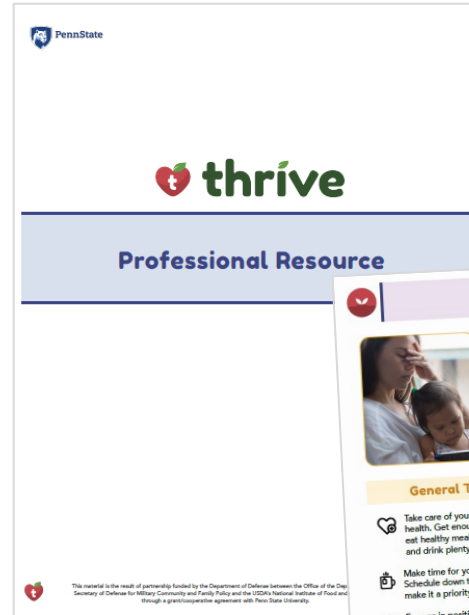 PennState
thrive
Professional Resource
General
Take care of you
health. Get enou
eat healthy mea
and drink plenty
Make time for yo
Schedule down t
make it a priority
This material is the result of partnership funded by the Department of Defense between the Office of the Dep
Secretary of Defense for Military Community and Family Policy and the USDA's National Institute of Food and
through a grant/cooperative agreement with Penn State University.